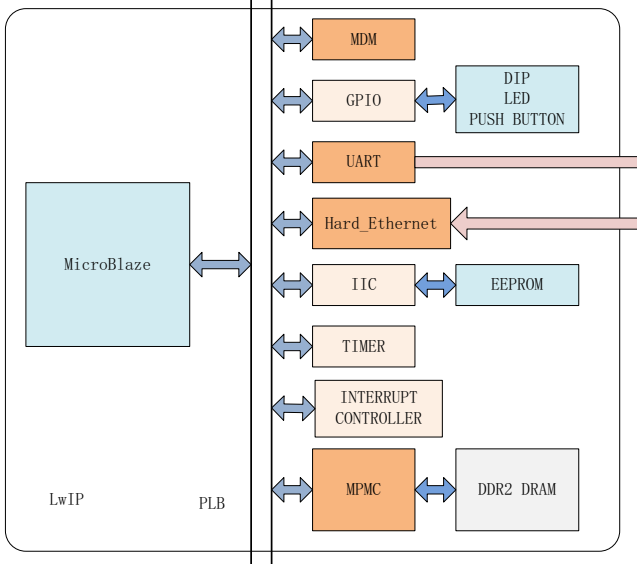 MDM
GPIO
DIP
LED
PUSH BUTTON
UART
Hard_Ethernet
MicroBlaze
IIC
EEPROM
TIMER
INTERRUPT
CONTROLLER
MPMC
DDR2 DRAM
LwIP
PLB